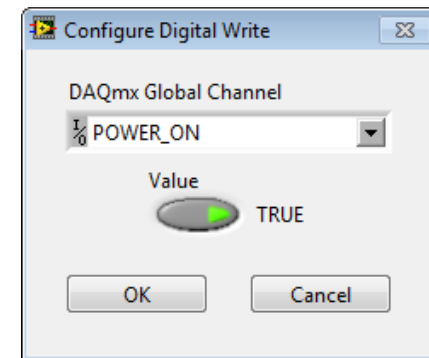 Configure Digital Write
DAQmx Global Channel
I/O POWER_ON
Value
TRUE
OK
Cancel